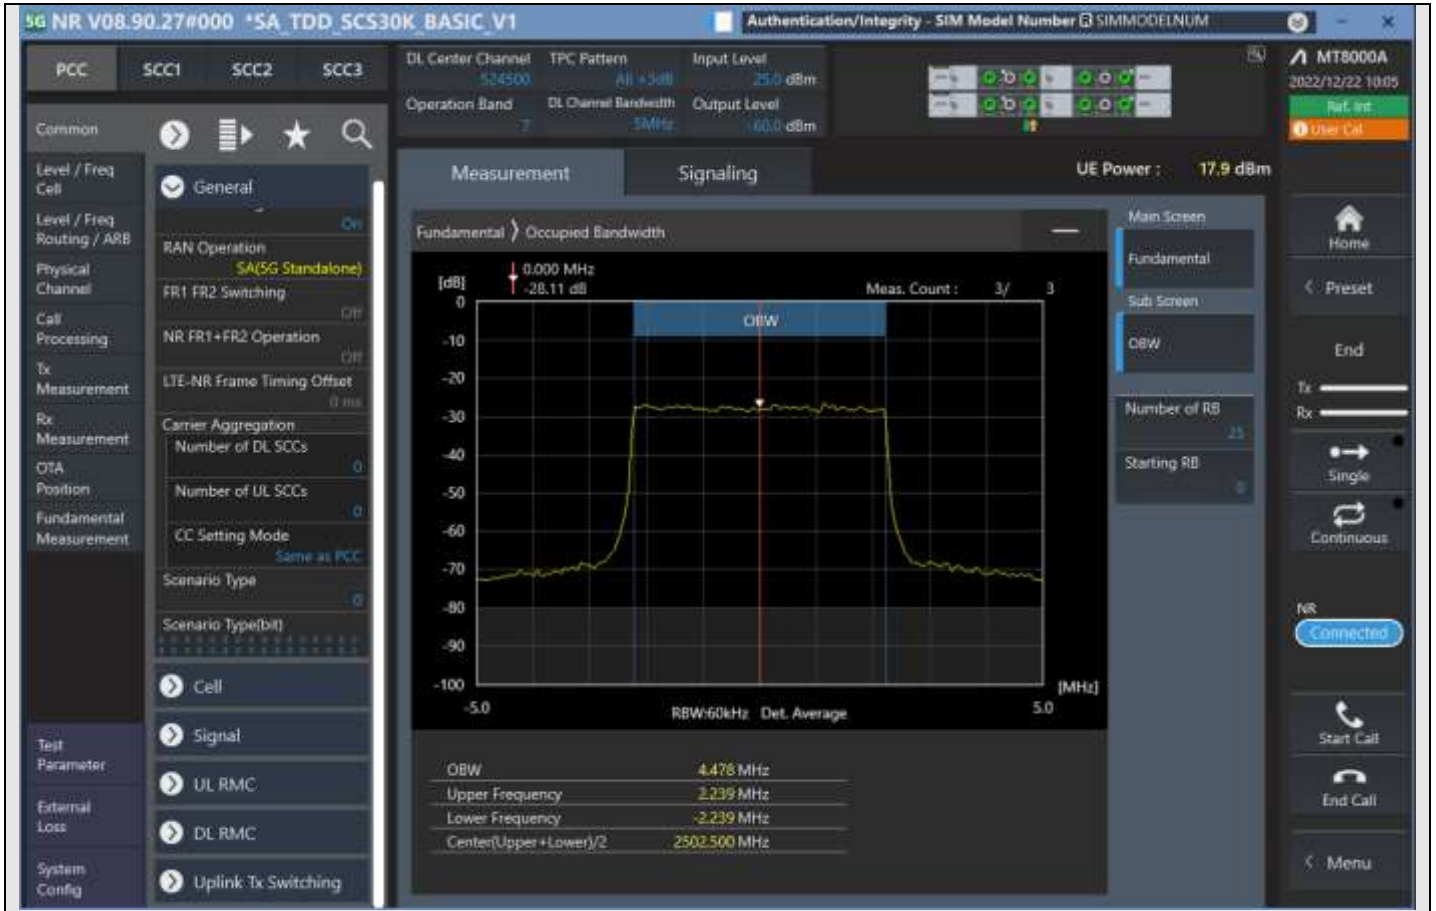 5G NR V08.90.27#000 *SA_TDD_SCS30K_BASIC_V1
Authentication/Integrity - SIM Model Number SIMMODELNUM
PCC SCC1 SCC2 SCC3
DL Center Channel TPC Pattern Input Level
524500 All +3dB 25.0 dBm
Operation Band DL Channel Bandwidth Output Level
7 5MHz -60.0 dBm
MT8000A
2022/12/22 10:05
Ref. Int
User Cal
Common
Level / Freq
Cell
Level / Freq
Routing / ARB
Physical
Channel
Call
Processing
Tx
Measurement
Rx
Measurement
OTA
Position
Fundamental
Measurement
Test
Parameter
External
Loss
System
Config
General
On
RAN Operation
SA(5G Standalone)
FR1 FR2 Switching
Off
NR FR1+FR2 Operation
Off
LTE-NR Frame Timing Offset
0 ms
Carrier Aggregation
Number of DL SCCs
0
Number of UL SCCs
0
CC Setting Mode
Same as PCC
Scenario Type
0
Scenario Type(bit)
Cell
Signal
UL RMC
DL RMC
Uplink Tx Switching
Measurement Signaling
UE Power : 17.9 dBm
Fundamental Occupied Bandwidth
[dB] 0.000 MHz
-28.11 dB
Meas. Count : 3/ 3
OBW
0
-10
-20
-30
-40
-50
-60
-70
-80
-90
-100
[MHz]
-5.0 RBW:60kHz Det. Average 5.0
OBW 4.478 MHz
Upper Frequency 2.239 MHz
Lower Frequency -2.239 MHz
Center(Upper+Lower)/2 2502.500 MHz
Main Screen
Fundamental
Sub Screen
OBW
Number of RB
25
Starting RB
0
Home
Preset
End
Tx
Rx
Single
Continuous
NR
Connected
Start Call
End Call
Menu